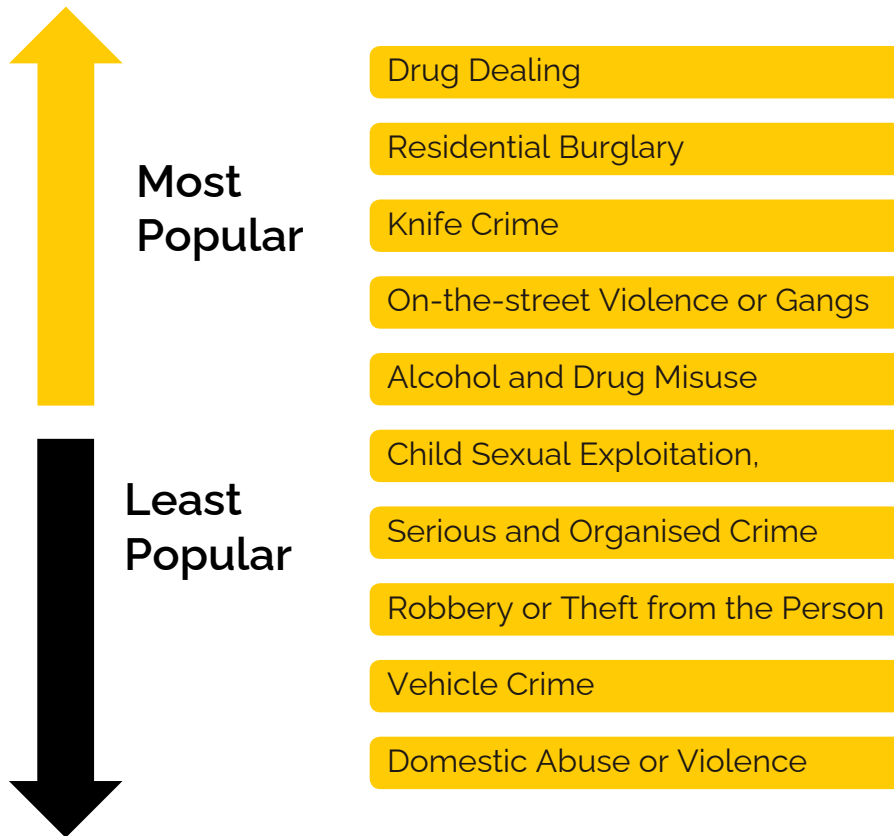 Most
Popular
Least
Popular
Drug Dealing
Residential Burglary
Knife Crime
On-the-street Violence or Gangs
Alcohol and Drug Misuse
Child Sexual Exploitation,
Serious and Organised Crime
Robbery or Theft from the Person
Vehicle Crime
Domestic Abuse or Violence